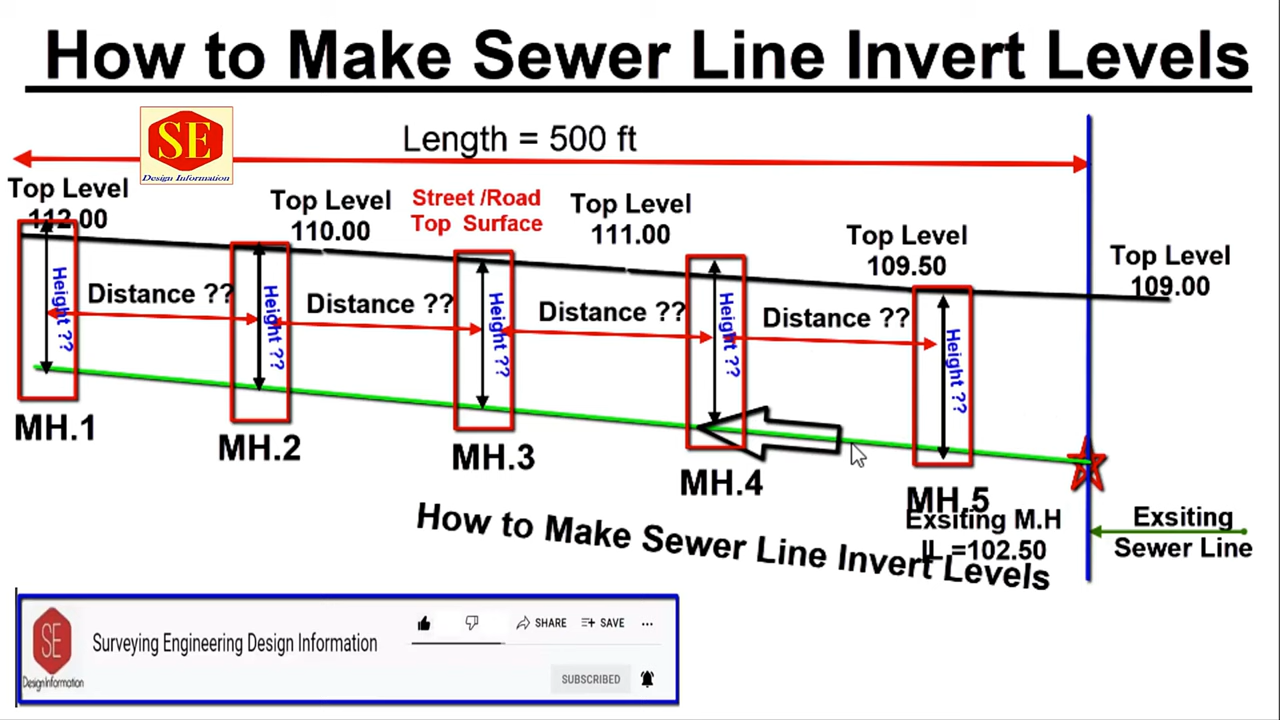 How to Make Sewer Line Invert Levels
SE
Design Information
Length = 500 ft
Top Level
112.00
Top Level
110.00
Street /Road
Top Surface
Top Level
111.00
Top Level
109.50
Top Level
109.00
Height ??
Distance ??
Height ??
Distance ??
Height ??
Distance ??
Height ??
Distance ??
Height ??
MH.1
MH.2
MH.3
MH.4
MH.5
Exsiting M.H
IL =102.50
Exsiting
Sewer Line
How to Make Sewer Line Invert Levels
SE
DesignInformation
Surveying Engineering Design Information
SHARE
SAVE
SUBSCRIBED